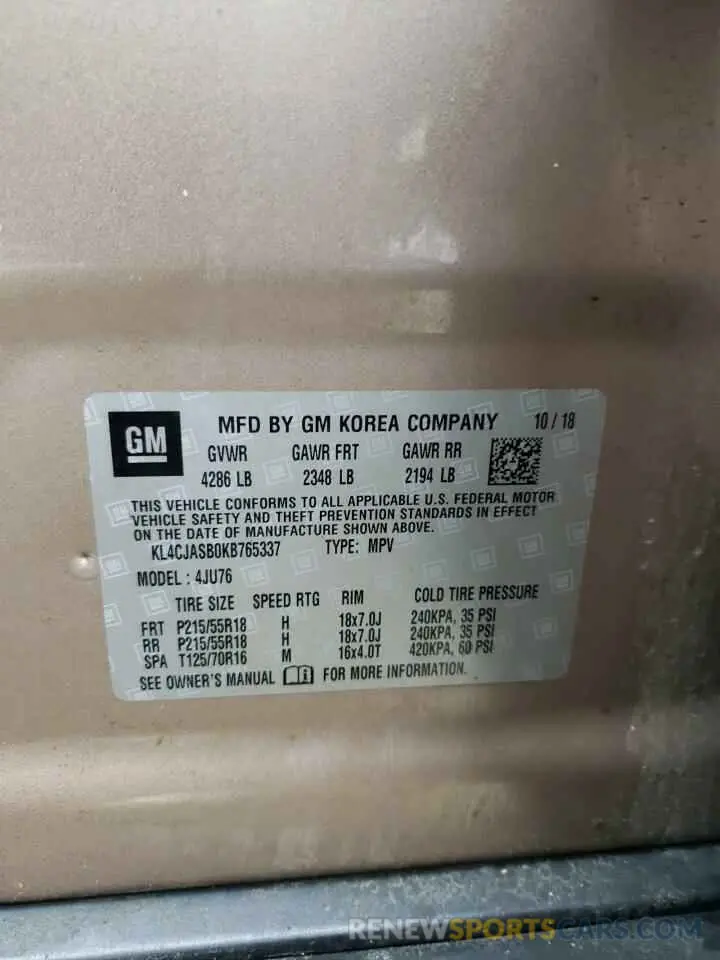 GM
MFD BY GM KOREA COMPANY 10 / 18
GVWR GAWR FRT GAWR RR
4286 LB 2348 LB 2194 LB
THIS VEHICLE CONFORMS TO ALL APPLICABLE U.S. FEDERAL MOTOR
VEHICLE SAFETY AND THEFT PREVENTION STANDARDS IN EFFECT
ON THE DATE OF MANUFACTURE SHOWN ABOVE.
KL4CJASB0KB765337 TYPE: MPV
MODEL : 4JU76
TIRE SIZE SPEED RTG RIM COLD TIRE PRESSURE
FRT P215/55R18 H 18x7.0J 240KPA, 35 PSI
RR P215/55R18 H 18x7.0J 240KPA, 35 PSI
SPA T125/70R16 M 16x4.0T 420KPA, 60 PSI
SEE OWNER'S MANUAL FOR MORE INFORMATION.
RENEWSPORTSCARS.COM